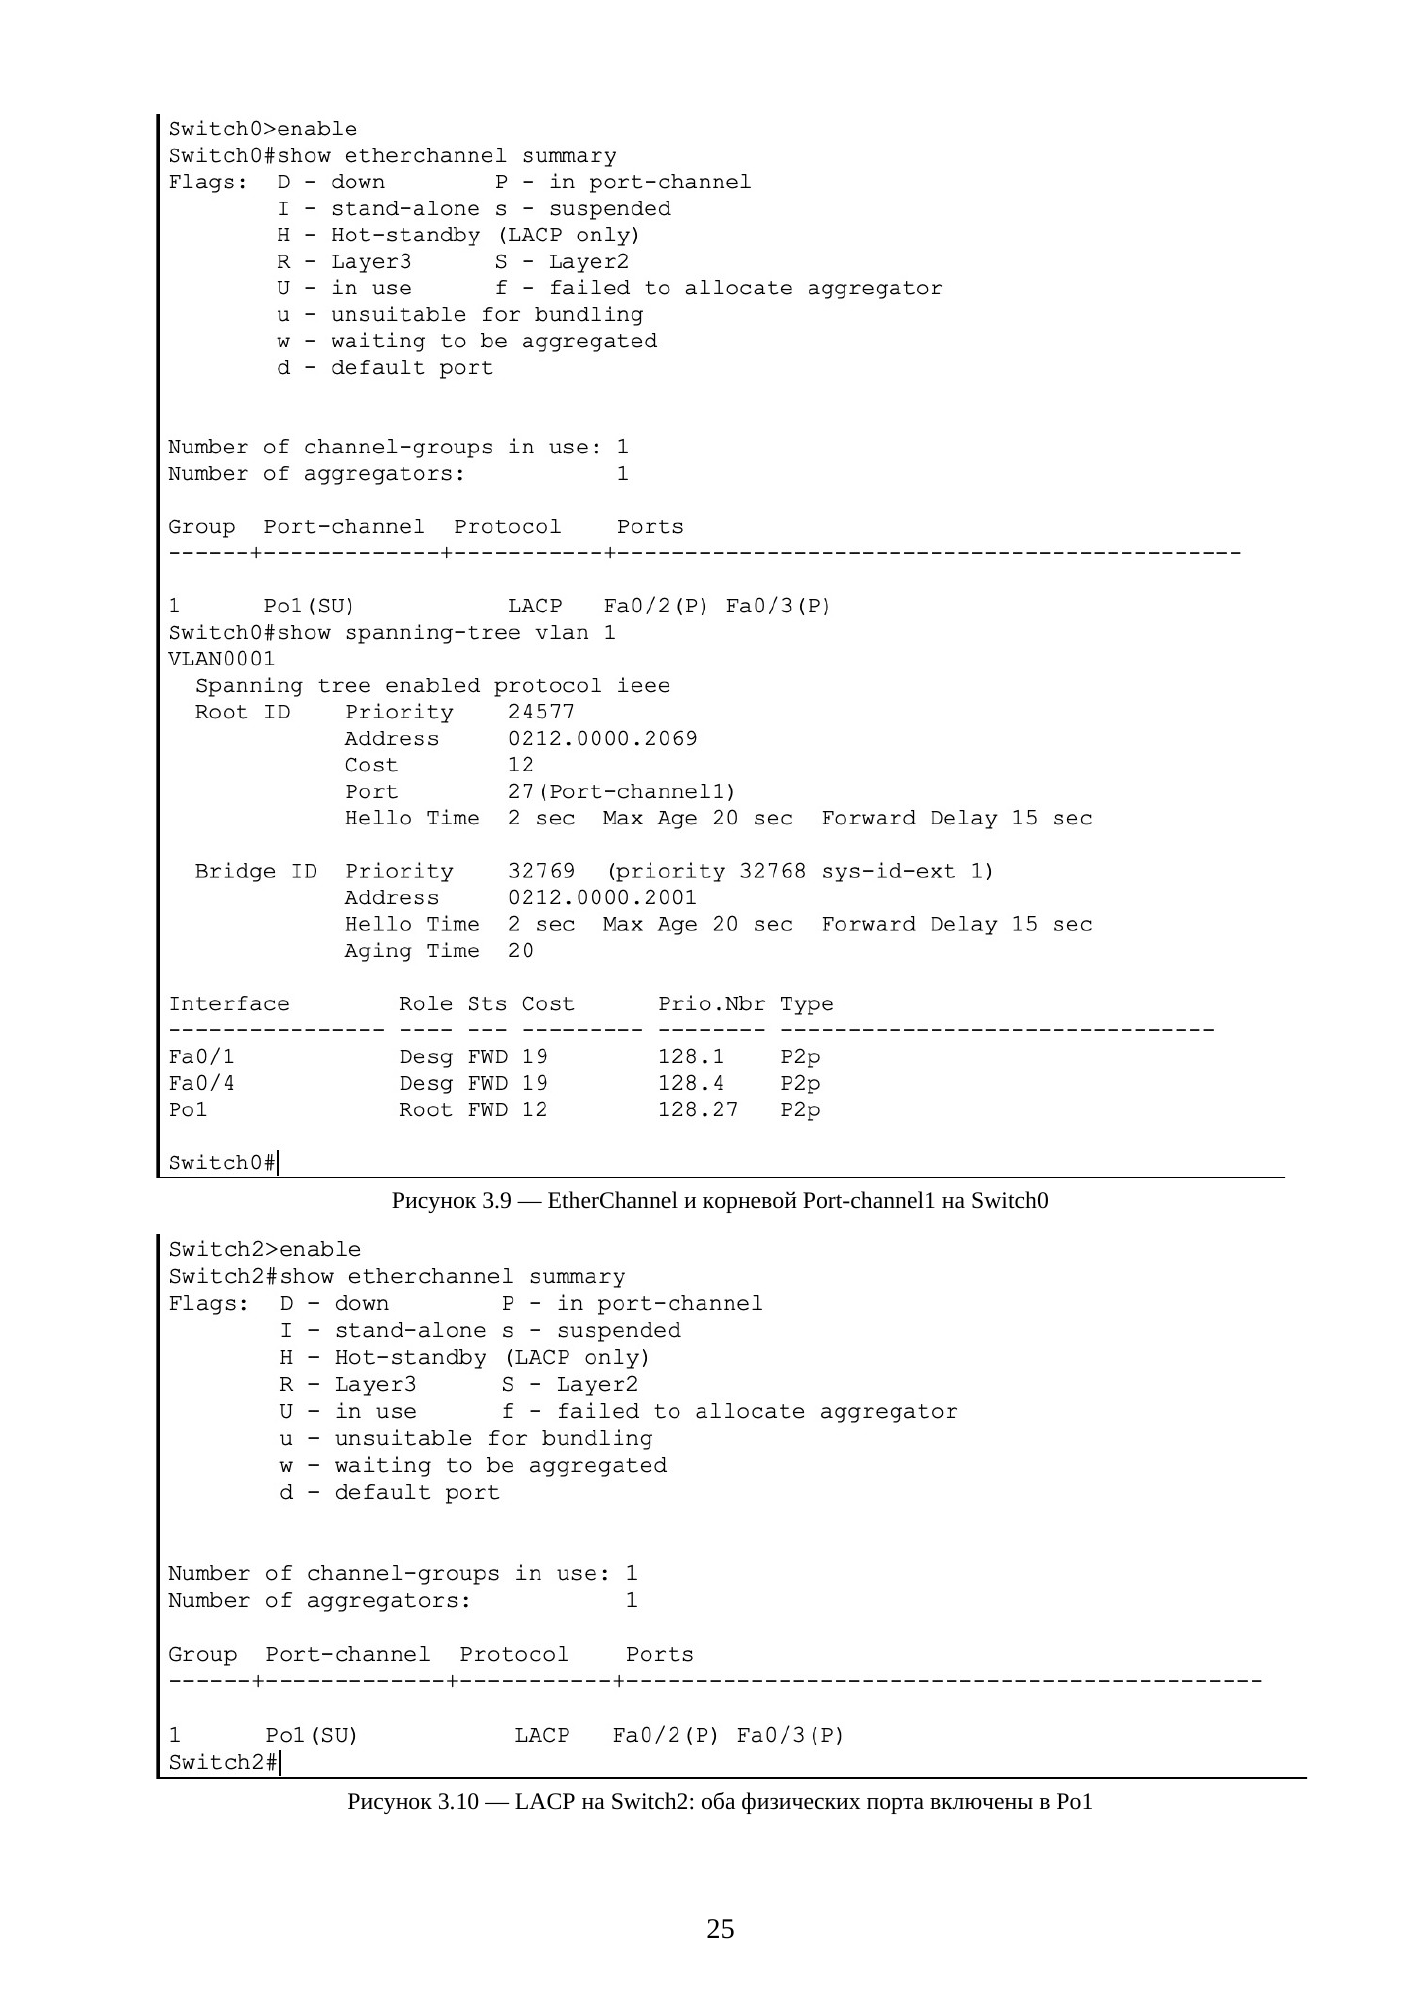 Switch0>enable
Switch0#show etherchannel summary
Flags:  D - down        P - in port-channel
        I - stand-alone s - suspended
        H - Hot-standby (LACP only)
        R - Layer3      S - Layer2
        U - in use      f - failed to allocate aggregator
        u - unsuitable for bundling
        w - waiting to be aggregated
        d - default port
Number of channel-groups in use: 1
Number of aggregators:           1
Group  Port-channel  Protocol    Ports
------+-------------+-----------+----------------------------------------------
1      Po1(SU)           LACP   Fa0/2(P) Fa0/3(P)
Switch0#show spanning-tree vlan 1
VLAN0001
  Spanning tree enabled protocol ieee
  Root ID    Priority    24577
             Address     0212.0000.2069
             Cost        12
             Port        27(Port-channel1)
             Hello Time  2 sec  Max Age 20 sec  Forward Delay 15 sec
  Bridge ID  Priority    32769  (priority 32768 sys-id-ext 1)
             Address     0212.0000.2001
             Hello Time  2 sec  Max Age 20 sec  Forward Delay 15 sec
             Aging Time  20
Interface        Role Sts Cost      Prio.Nbr Type
---------------- ---- --- --------- -------- --------------------------------
Fa0/1            Desg FWD 19        128.1    P2p
Fa0/4            Desg FWD 19        128.4    P2p
Po1              Root FWD 12        128.27   P2p
Switch0#
Рисунок 3.9 — EtherChannel и корневой Port-channel1 на Switch0
Switch2>enable
Switch2#show etherchannel summary
Flags:  D - down        P - in port-channel
        I - stand-alone s - suspended
        H - Hot-standby (LACP only)
        R - Layer3      S - Layer2
        U - in use      f - failed to allocate aggregator
        u - unsuitable for bundling
        w - waiting to be aggregated
        d - default port
Number of channel-groups in use: 1
Number of aggregators:           1
Group  Port-channel  Protocol    Ports
------+-------------+-----------+----------------------------------------------
1      Po1(SU)           LACP   Fa0/2(P) Fa0/3(P)
Switch2#
Рисунок 3.10 — LACP на Switch2: оба физических порта включены в Po1
25